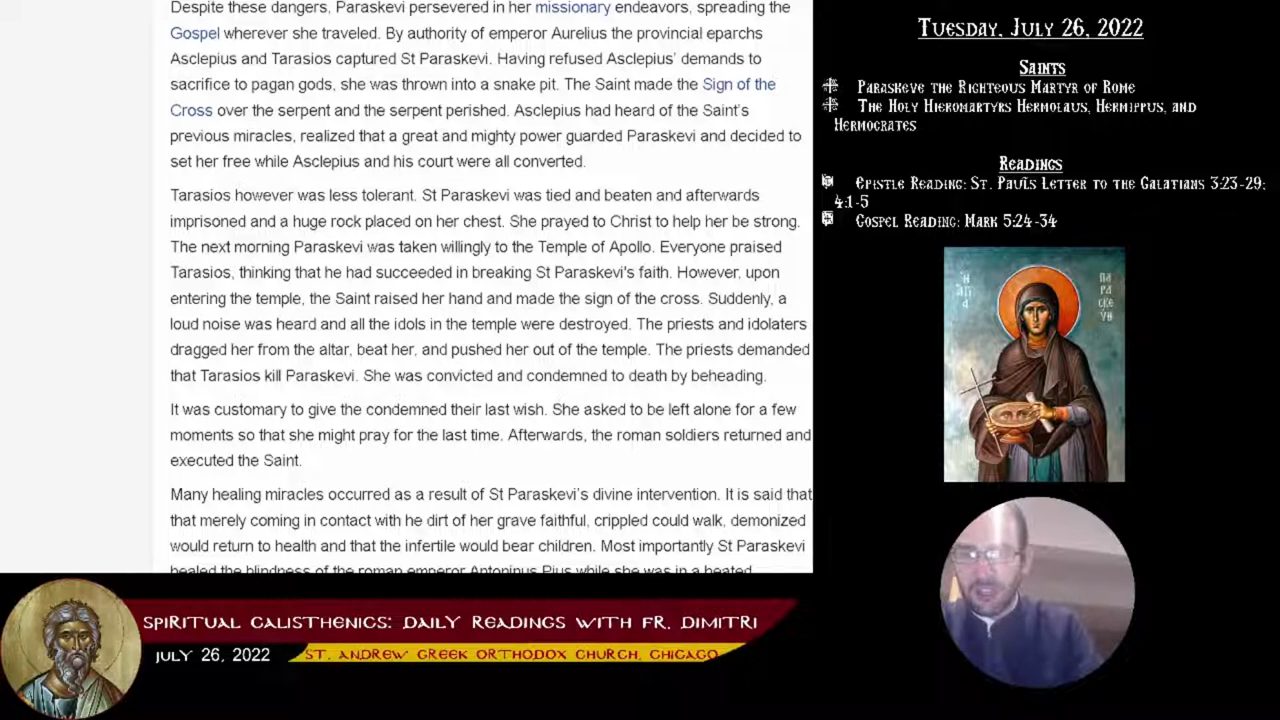 Despite these dangers, Paraskevi persevered in her missionary endeavors, spreading the
Gospel wherever she traveled. By authority of emperor Aurelius the provincial eparchs
Asclepius and Tarasios captured St Paraskevi. Having refused Asclepius' demands to
sacrifice to pagan gods, she was thrown into a snake pit. The Saint made the Sign of the
Cross over the serpent and the serpent perished. Asclepius had heard of the Saint's
previous miracles, realized that a great and mighty power guarded Paraskevi and decided to
set her free while Asclepius and his court were all converted.
Tarasios however was less tolerant. St Paraskevi was tied and beaten and afterwards
imprisoned and a huge rock placed on her chest. She prayed to Christ to help her be strong.
The next morning Paraskevi was taken willingly to the Temple of Apollo. Everyone praised
Tarasios, thinking that he had succeeded in breaking St Paraskevi's faith. However, upon
entering the temple, the Saint raised her hand and made the sign of the cross. Suddenly, a
loud noise was heard and all the idols in the temple were destroyed. The priests and idolaters
dragged her from the altar, beat her, and pushed her out of the temple. The priests demanded
that Tarasios kill Paraskevi. She was convicted and condemned to death by beheading.
It was customary to give the condemned their last wish. She asked to be left alone for a few
moments so that she might pray for the last time. Afterwards, the roman soldiers returned and
executed the Saint.
Many healing miracles occurred as a result of St Paraskevi's divine intervention. It is said that
that merely coming in contact with he dirt of her grave faithful, crippled could walk, demonized
would return to health and that the infertile would bear children. Most importantly St Paraskevi
healed the blindness of the roman emperor Antoninus Pius while she was in a heated
Tuesday, July 26, 2022
Saints
Paraskeve the Righteous Martyr of Rome
The Holy Hieromartyrs Hermolaus, Hermippus, and
Hermocrates
Readings
Epistle Reading: St. Paul's Letter to the Galatians 3:23-29;
4:1-5
Gospel Reading: Mark 5:24-34
ΠΑ
ΡΑ
ΣΚΕ
ΥΗ
SPIRITUAL CALISTHENICS: DAILY READINGS WITH FR. DIMITRI
JULY 26, 2022
ST. ANDREW GREEK ORTHODOX CHURCH, CHICAGO